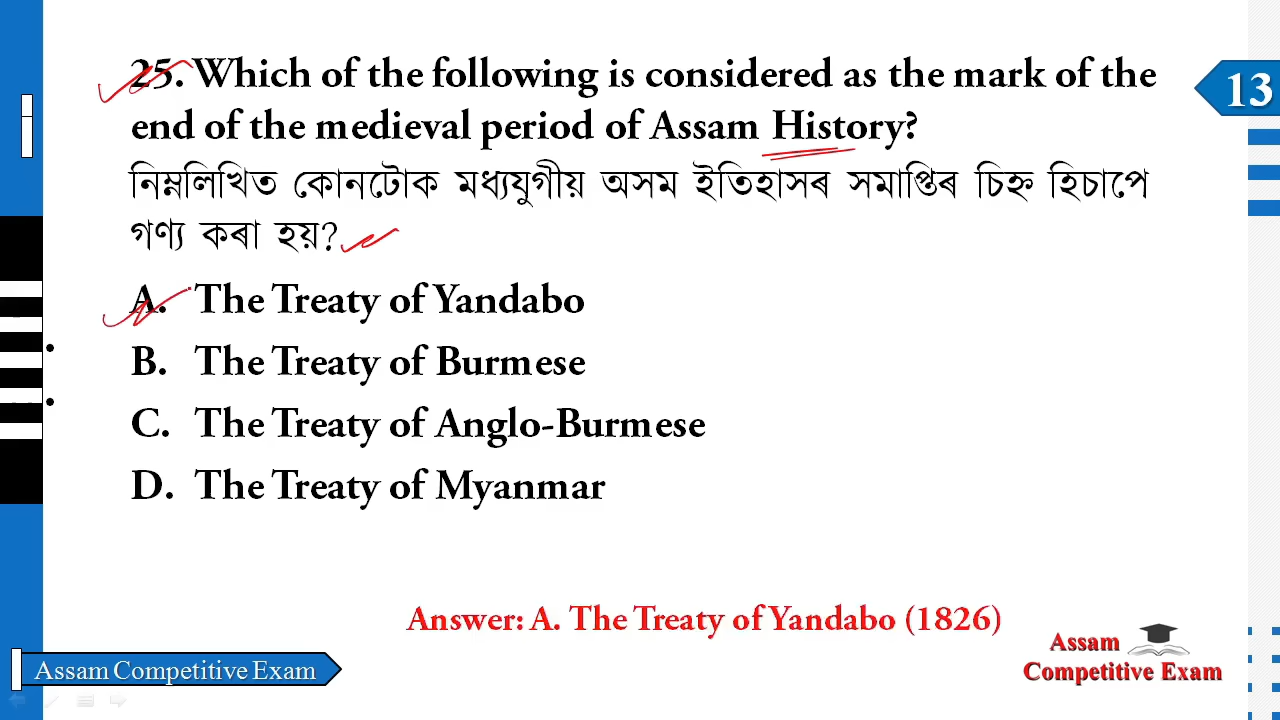 25. Which of the following is considered as the mark of the
end of the medieval period of Assam History?
নিম্নলিখিত কোনটোক মধ্যযুগীয় অসম ইতিহাসৰ সমাপ্তিৰ চিহ্ন হিচাপে
গণ্য কৰা হয়?
A. The Treaty of Yandabo
B. The Treaty of Burmese
C. The Treaty of Anglo-Burmese
D. The Treaty of Myanmar
Answer: A. The Treaty of Yandabo (1826)
13
Assam Competitive Exam
Assam
Competitive Exam